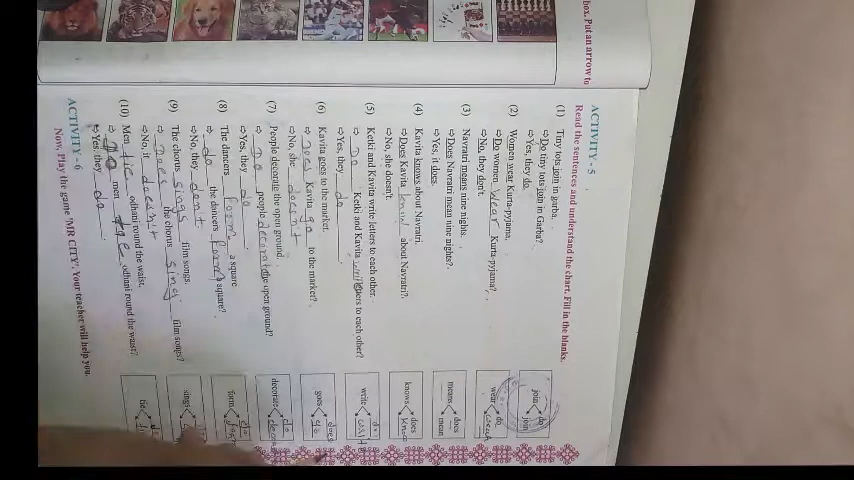 box. Put an arrow to
ACTIVITY - 5
Read the sentences and understand the chart. Fill in the blanks.
(1) Tiny tots join in garba.
⇨ Do tiny tots join in Garba?
⇨ Yes, they do.
join do join
(2) Women wear Kurta-pyjama.
⇨ Do women wear Kurta-pyjama?
⇨ No, they don't.
wear do wear
(3) Navratri means nine nights.
⇨ Does Navratri mean nine nights?
⇨ Yes, it does.
means does mean
(4) Kavita knows about Navratri.
⇨ Does Kavita know about Navratri?
⇨ No, she doesn't.
knows does know
(5) Ketki and Kavita write letters to each other.
⇨ Do Ketki and Kavita write letters to each other?
⇨ Yes, they do.
write do write
(6) Kavita goes to the market.
⇨ Does Kavita go to the market?
⇨ No, she doesn't
goes does go
(7) People decorate the open ground.
⇨ Do people decorate the open ground?
⇨ Yes, they do.
decorate do
(8) The dancers form a square
⇨ do the dancers form square?
⇨ No, they don't.
form do form
(9) The chorus sings film songs.
⇨ Does the chorus sing film songs?
⇨ No, it doesn't
sings
(10) Men tie odhani round the waist.
⇨ do men tie odhani round the waist?
⇨ Yes, they do.
tie
ACTIVITY - 6
Now, Play the game 'MR CITY'. Your teacher will help you.